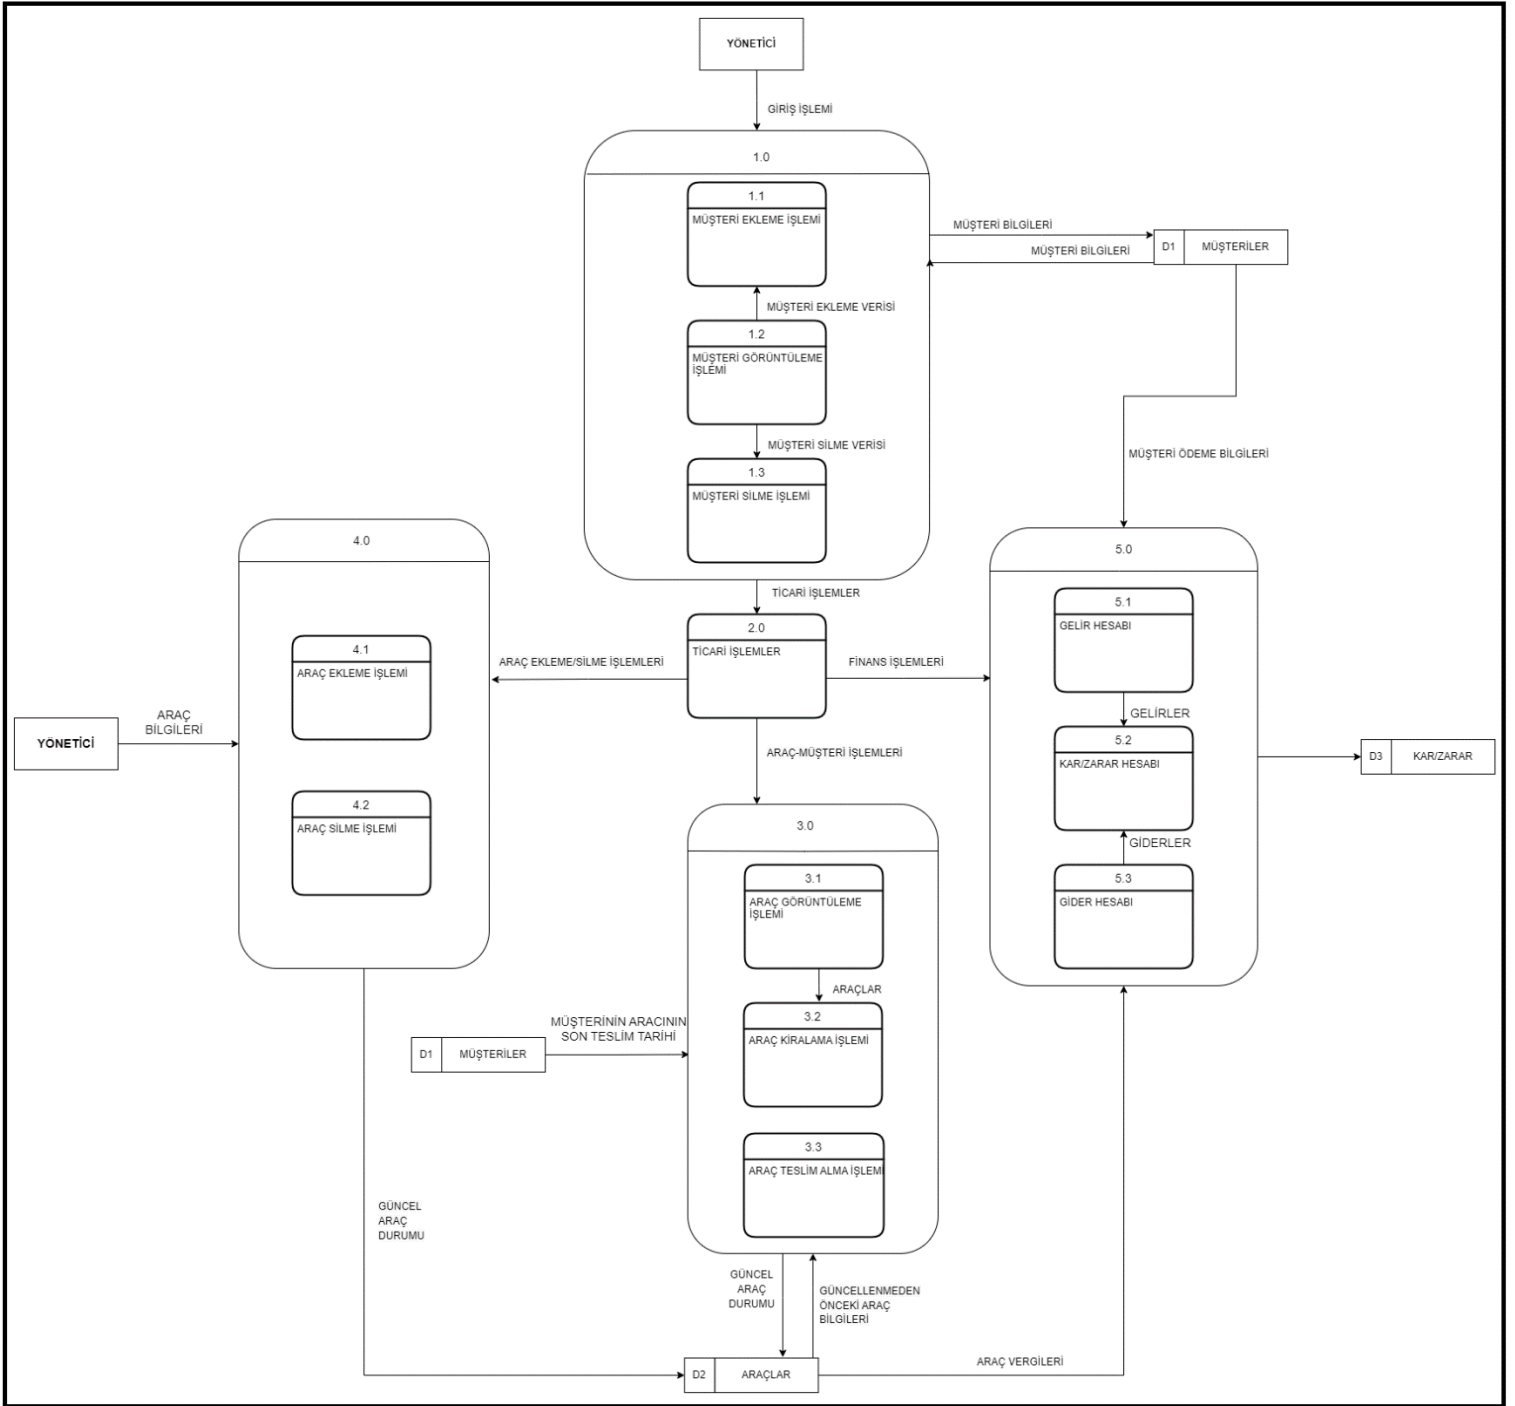 YÖNETİCİ
GİRİŞ İŞLEMİ
1.0
1.1
MÜŞTERİ EKLEME İŞLEMİ
MÜŞTERİ BİLGİLERİ
D1
MÜŞTERİLER
MÜŞTERİ BİLGİLERİ
MÜŞTERİ EKLEME VERİSİ
1.2
MÜŞTERİ GÖRÜNTÜLEME
İŞLEMİ
MÜŞTERİ SİLME VERİSİ
1.3
MÜŞTERİ SİLME İŞLEMİ
MÜŞTERİ ÖDEME BİLGİLERİ
TİCARİ İŞLEMLER
2.0
TİCARİ İŞLEMLER
ARAÇ EKLEME/SİLME İŞLEMLERİ
FİNANS İŞLEMLERİ
ARAÇ-MÜŞTERİ İŞLEMLERİ
4.0
4.1
ARAÇ EKLEME İŞLEMİ
4.2
ARAÇ SİLME İŞLEMİ
YÖNETİCİ
ARAÇ
BİLGİLERİ
5.0
5.1
GELİR HESABI
GELİRLER
5.2
KAR/ZARAR HESABI
GİDERLER
5.3
GİDER HESABI
D3
KAR/ZARAR
3.0
3.1
ARAÇ GÖRÜNTÜLEME
İŞLEMİ
ARAÇLAR
3.2
ARAÇ KİRALAMA İŞLEMİ
3.3
ARAÇ TESLİM ALMA İŞLEMİ
D1
MÜŞTERİLER
MÜŞTERİNİN ARACININ
SON TESLİM TARİHİ
GÜNCEL
ARAÇ
DURUMU
GÜNCEL
ARAÇ
DURUMU
GÜNCELLENMEDEN
ÖNCEKİ ARAÇ
BİLGİLERİ
D2
ARAÇLAR
ARAÇ VERGİLERİ